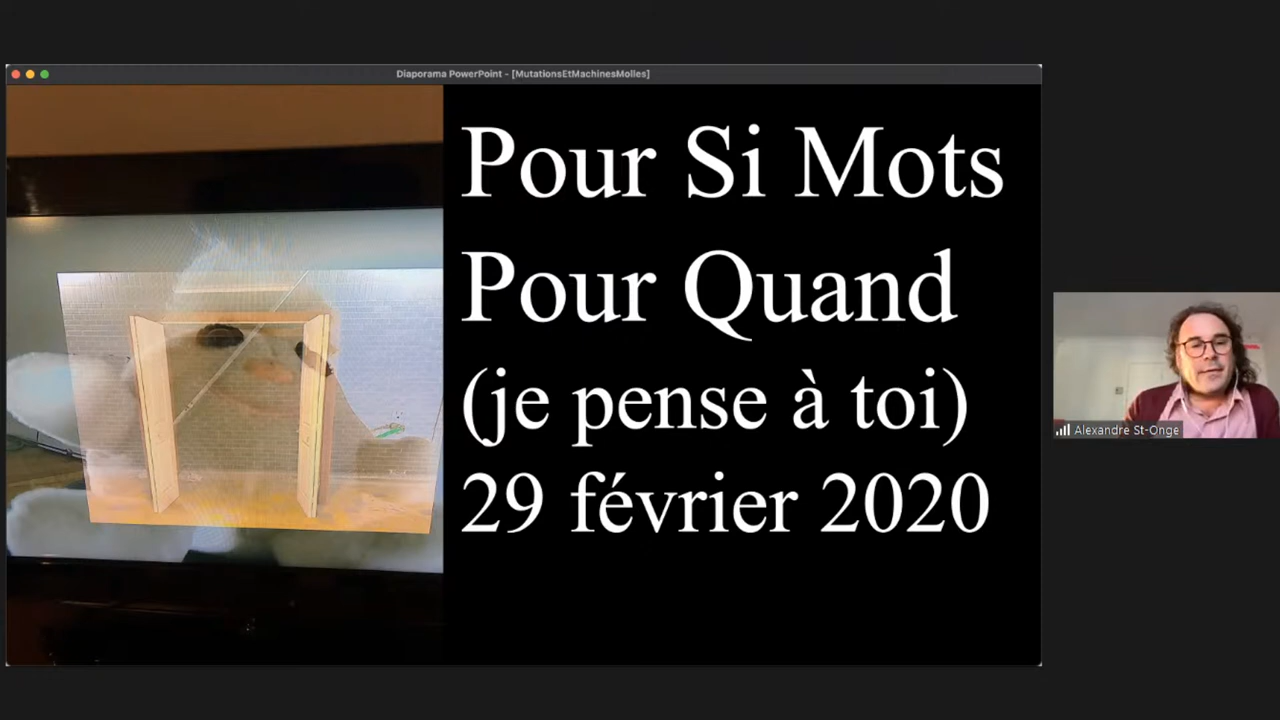 Diaporama PowerPoint - [MutationsEtMachinesMolles]
Pour Si Mots
Pour Quand
(je pense à toi)
29 février 2020
Alexandre St-Onge